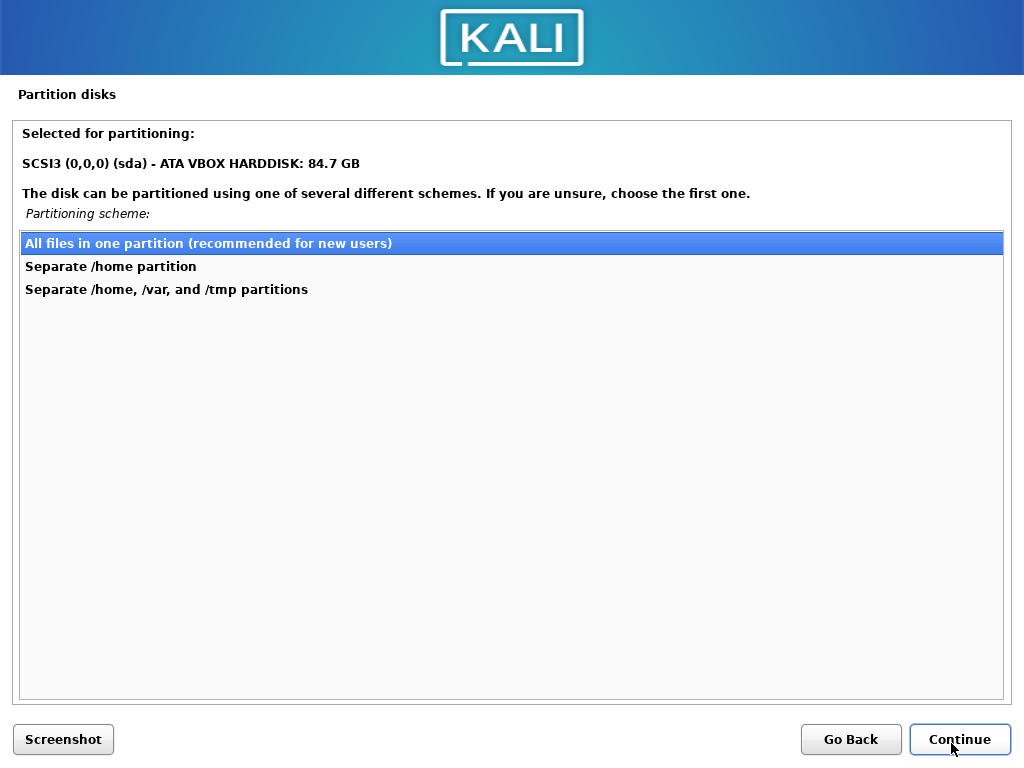 KALI
Partition disks
Selected for partitioning:
SCSI3 (0,0,0) (sda) - ATA VBOX HARDDISK: 84.7 GB
The disk can be partitioned using one of several different schemes. If you are unsure, choose the first one.
Partitioning scheme:
All files in one partition (recommended for new users)
Separate /home partition
Separate /home, /var, and /tmp partitions
Screenshot
Go Back
Continue